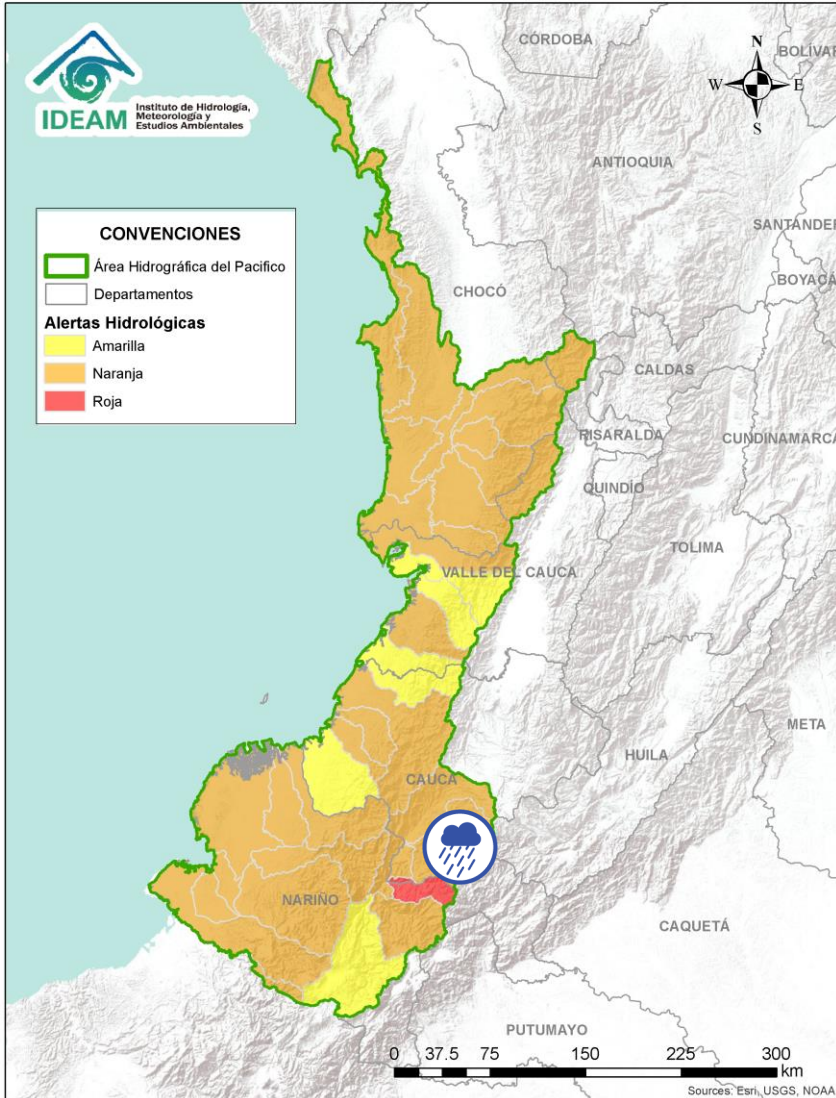 IDEAM
Instituto de Hidrología,
Meteorología y
Estudios Ambientales
CÓRDOBA
BOLÍVAR
N
W
E
S
ANTIOQUIA
SANTANDER
BOYACÁ
CONVENCIONES
Área Hidrográfica del Pacifico
Departamentos
Alertas Hidrológicas
Amarilla
Naranja
Roja
CHOCÓ
CALDAS
RISARALDA
CUNDINAMARCA
QUINDÍO
TOLIMA
VALLE DEL CAUCA
META
HUILA
CAUCA
NARIÑO
CAQUETÁ
PUTUMAYO
0 37.5 75 150 225 300
km
Sources: Esri, USGS, NOAA